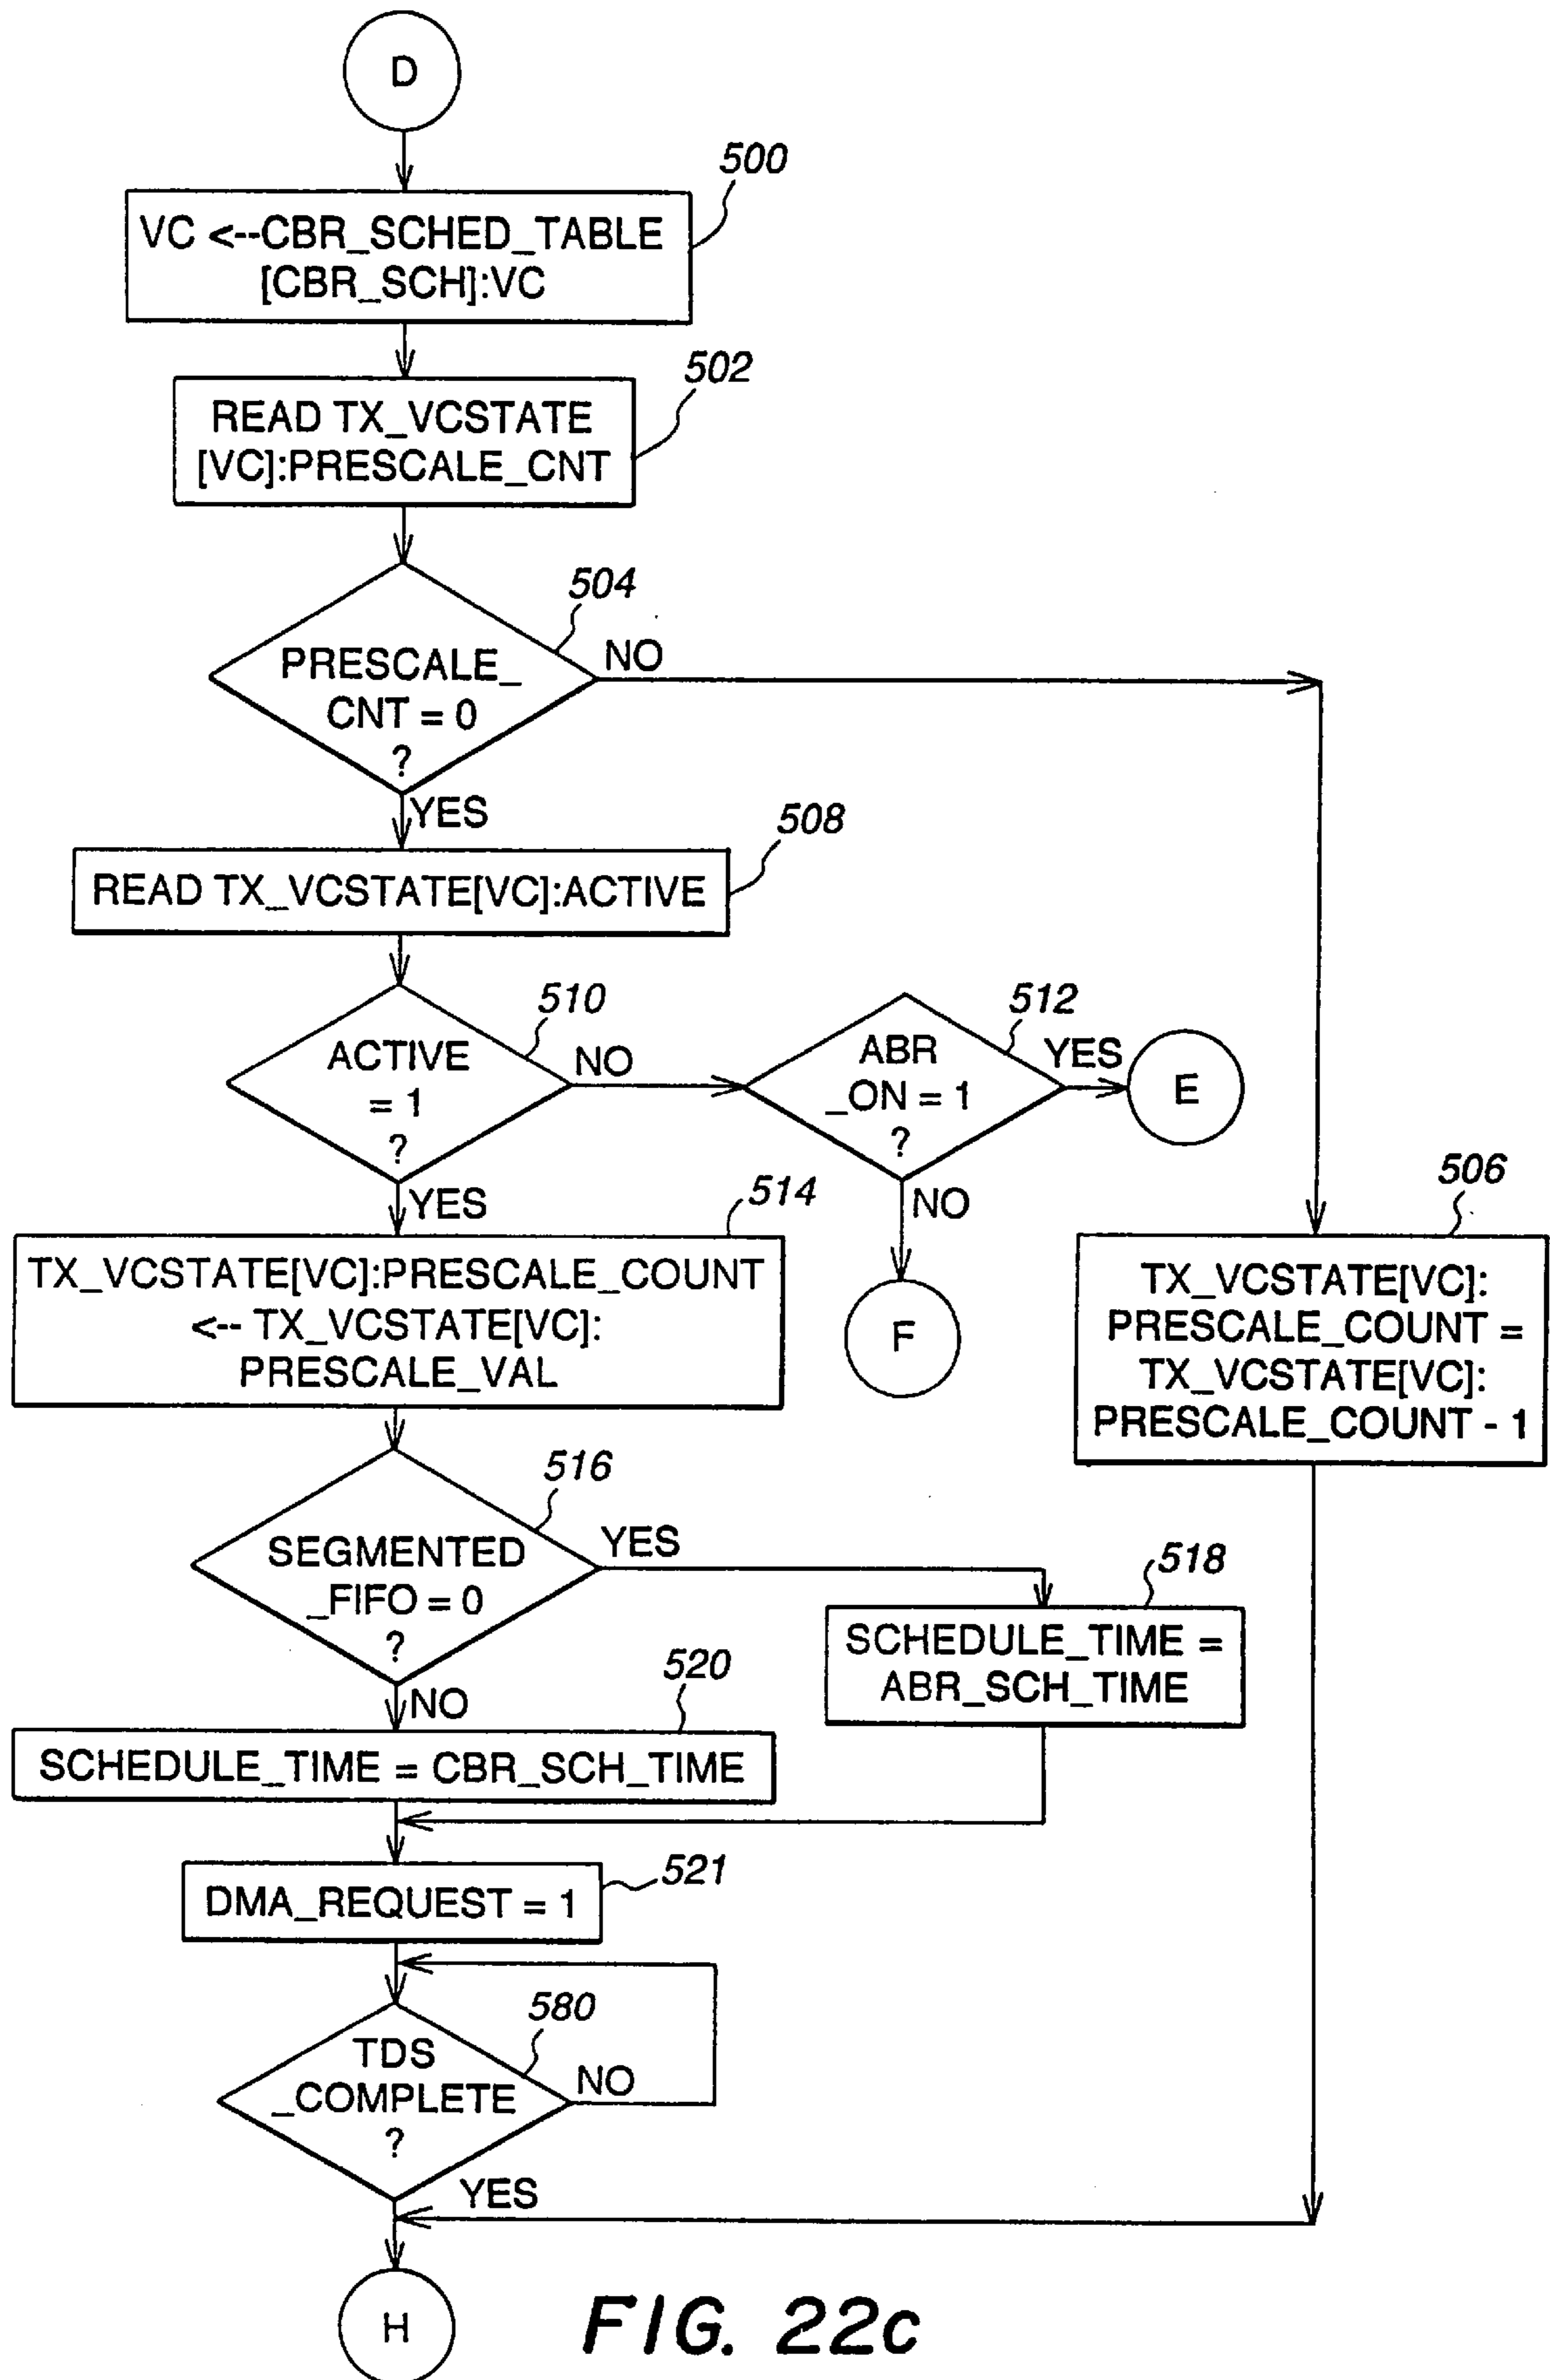 D
500
VC <--CBR_SCHED_TABLE
[CBR_SCH]:VC
502
READ TX_VCSTATE
[VC]:PRESCALE_CNT
504
PRESCALE_
CNT = 0
?
NO
YES
508
READ TX_VCSTATE[VC]:ACTIVE
510
ACTIVE
= 1
?
NO
YES
512
ABR
_ON = 1
?
YES
E
NO
F
506
TX_VCSTATE[VC]:
PRESCALE_COUNT =
TX_VCSTATE[VC]:
PRESCALE_COUNT - 1
514
TX_VCSTATE[VC]:PRESCALE_COUNT
<-- TX_VCSTATE[VC]:
PRESCALE_VAL
516
SEGMENTED
_FIFO = 0
?
YES
NO
518
SCHEDULE_TIME =
ABR_SCH_TIME
520
SCHEDULE_TIME = CBR_SCH_TIME
521
DMA_REQUEST = 1
580
TDS
_COMPLETE
?
NO
YES
H
FIG. 22c